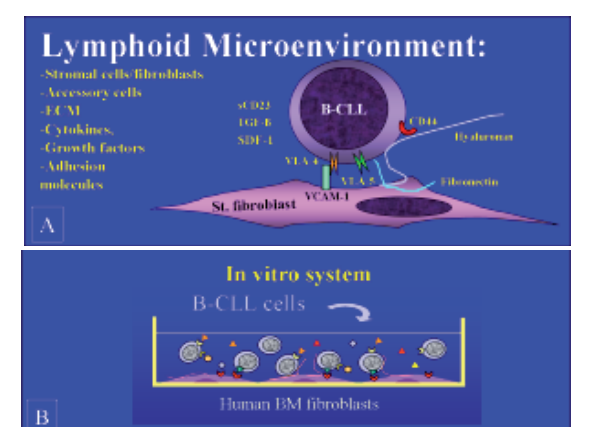 Lymphoid Microenvironment:
-Stromal cells/fibroblasts
-Accessory cells
-ECM
-Cytokines,
-Growth factors
-Adhesion
molecules
sCD23
TGF-B
SDF-1
B-CLL
CD44
Hyaluronan
VLA 4
VLA 5
Fibronectin
VCAM-1
St. fibroblast
A
In vitro system
B-CLL cells
Human BM fibroblasts
B